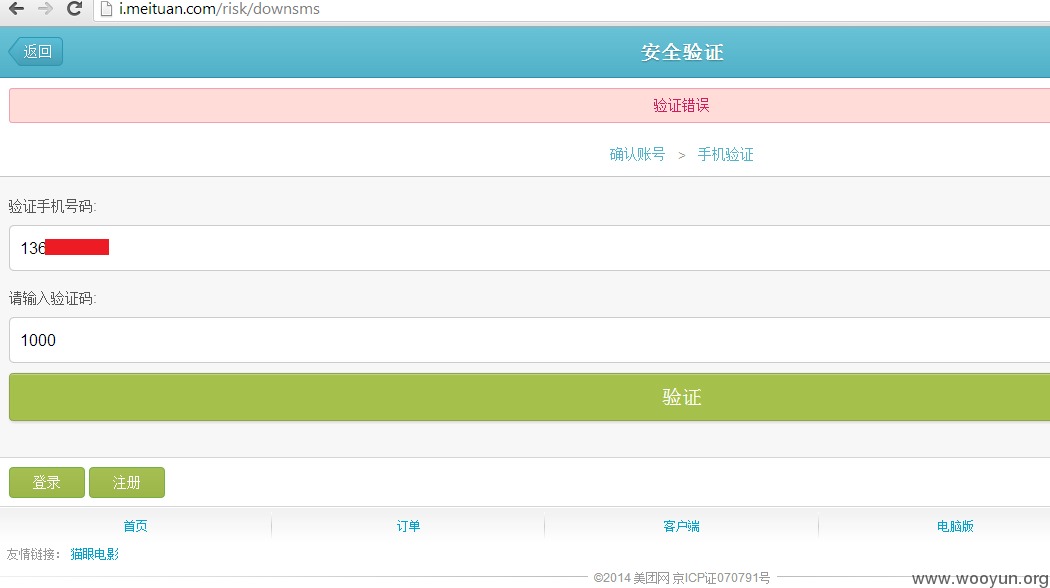 i.meituan.com/risk/downsms
返回
安全验证
验证错误
确认账号 > 手机验证
验证手机号码:
136
请输入验证码:
1000
验证
登录 注册
首页 订单 客户端 电脑版
友情链接: 猫眼电影
©2014 美团网 京ICP证070791号
www.wooyun.org